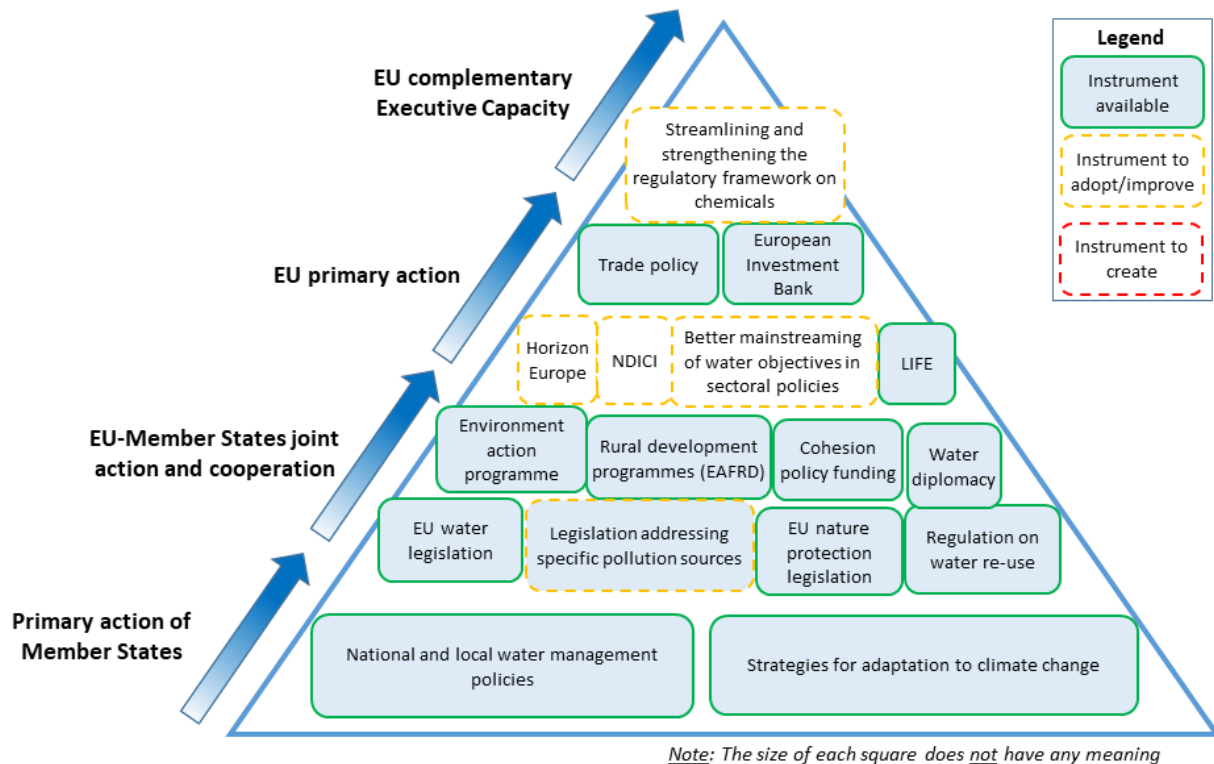 EU complementary
Executive Capacity
EU primary action
EU-Member States joint
action and cooperation
Primary action of
Member States
Streamlining and
strengthening the
regulatory framework on
chemicals
Trade policy
European
Investment
Bank
Horizon
Europe
NDICI
Better mainstreaming
of water objectives in
sectoral policies
LIFE
Environment
action
programme
Rural development
programmes (EAFRD)
Cohesion
policy funding
Water
diplomacy
EU water
legislation
Legislation addressing
specific pollution sources
EU nature
protection
legislation
Regulation on
water re-use
National and local water management
policies
Strategies for adaptation to climate change
Legend
Instrument
available
Instrument to
adopt/improve
Instrument to
create
Note: The size of each square does not have any meaning